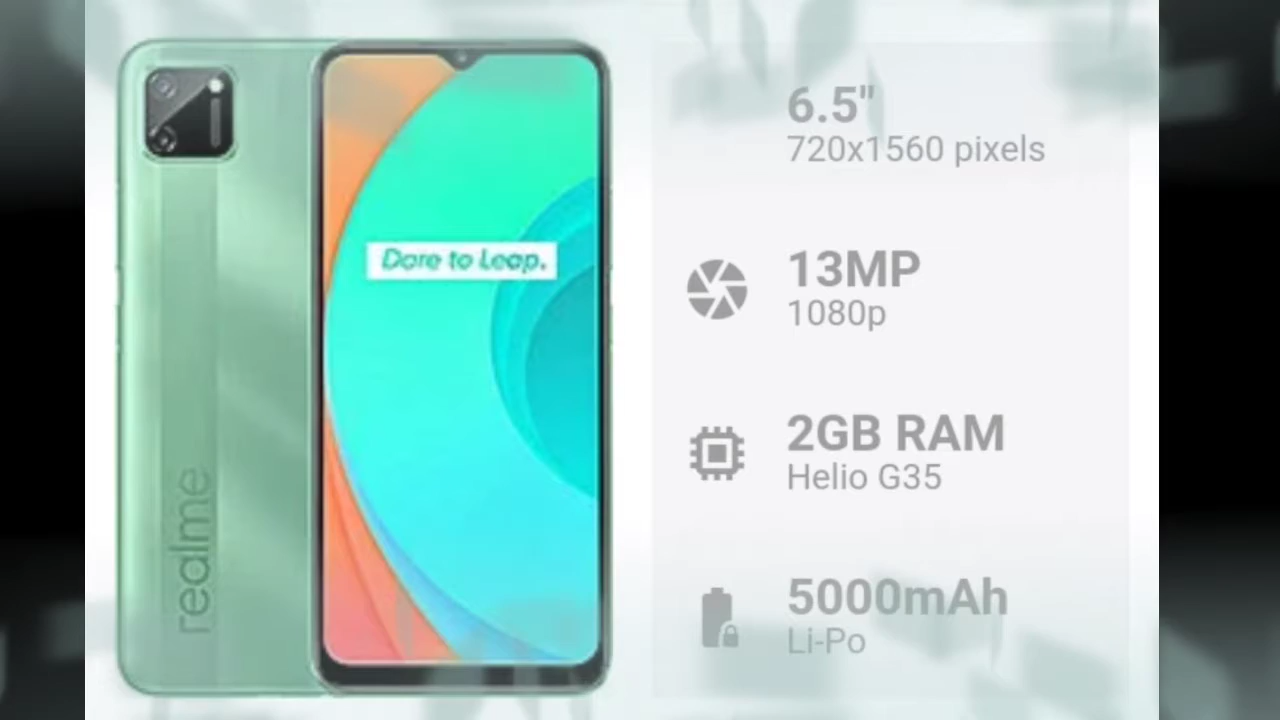 realme
Dare to Leap.
6.5"
720x1560 pixels
13MP
1080p
2GB RAM
Helio G35
5000mAh
Li-Po